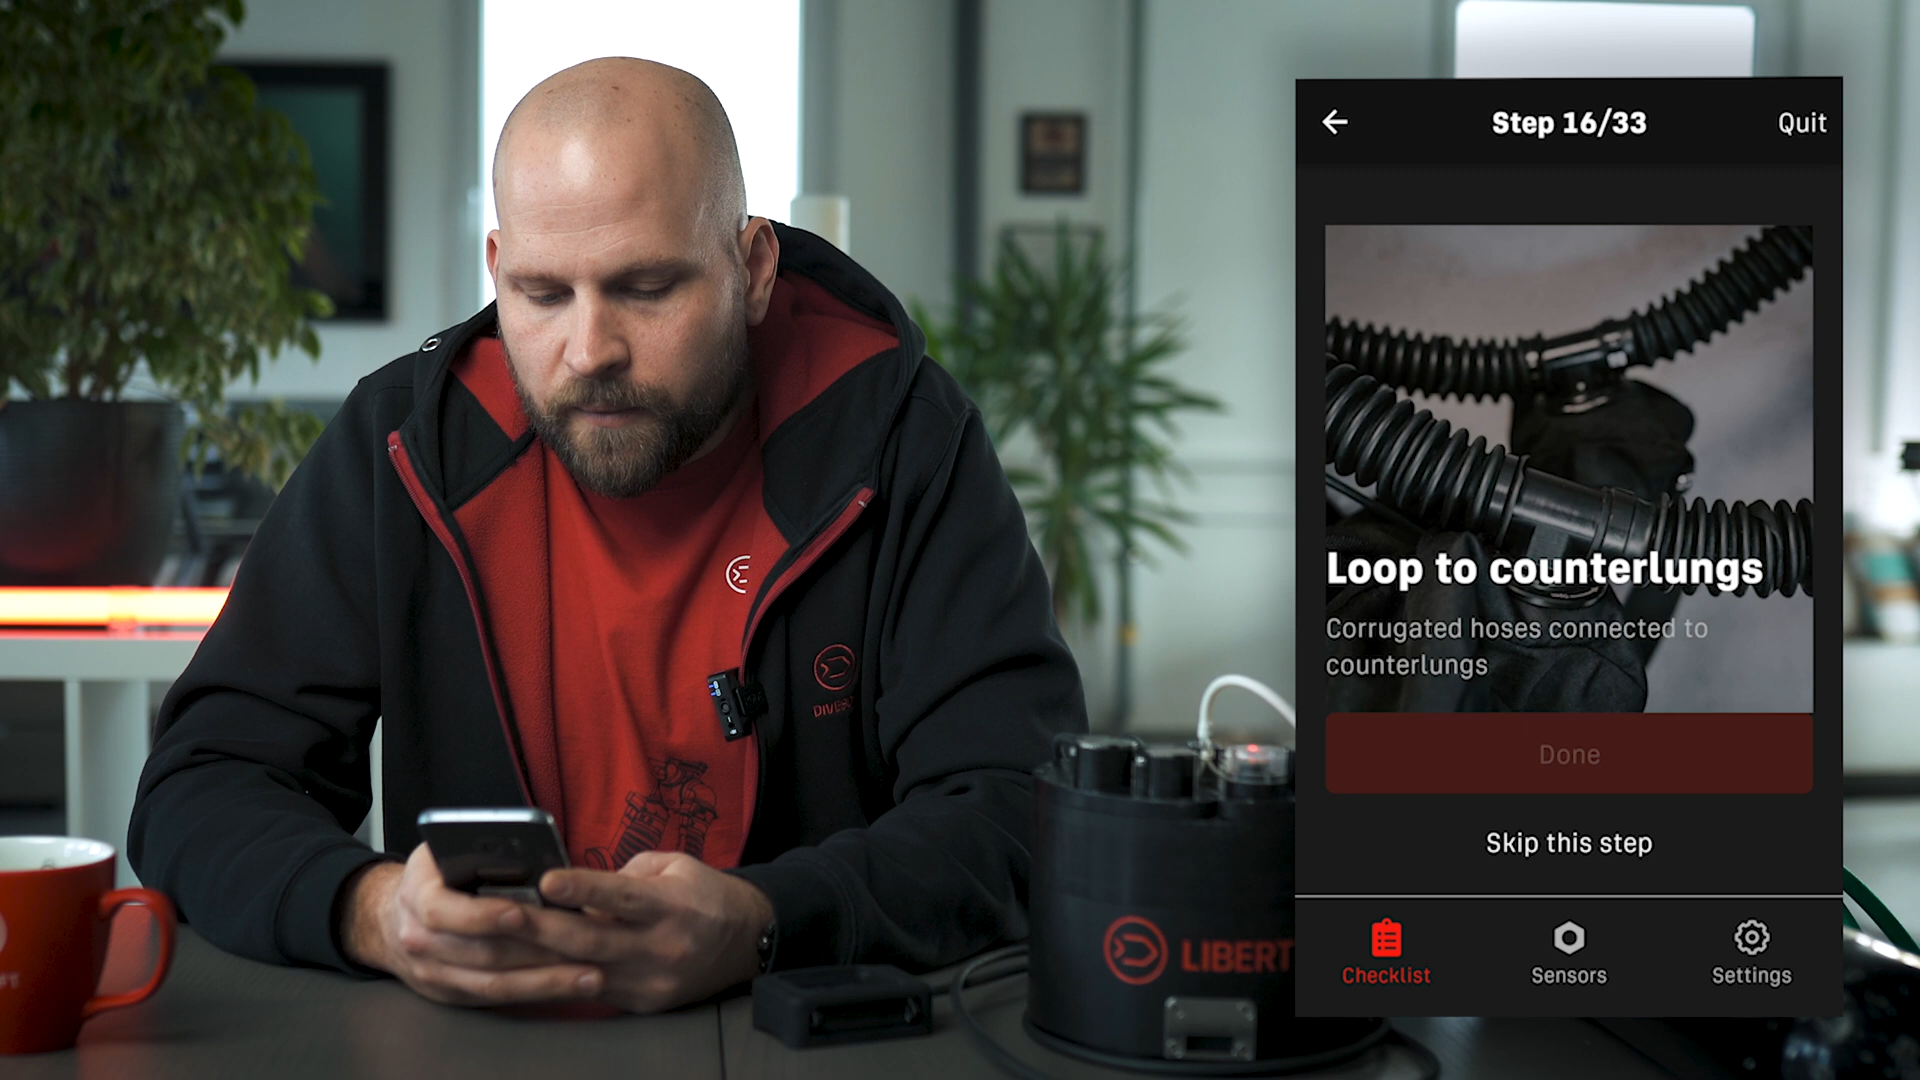 Step 16/33
Quit
Loop to counterlungs
Corrugated hoses connected to
counterlungs
Done
Skip this step
Checklist
Sensors
Settings
LIBERT